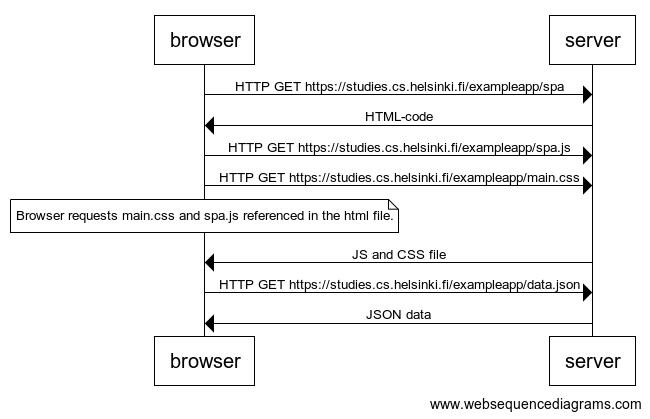 browser
server
HTTP GET https://studies.cs.helsinki.fi/exampleapp/spa
HTML-code
HTTP GET https://studies.cs.helsinki.fi/exampleapp/spa.js
HTTP GET https://studies.cs.helsinki.fi/exampleapp/main.css
Browser requests main.css and spa.js referenced in the html file.
JS and CSS file
HTTP GET https://studies.cs.helsinki.fi/exampleapp/data.json
JSON data
browser
server
www.websequencediagrams.com